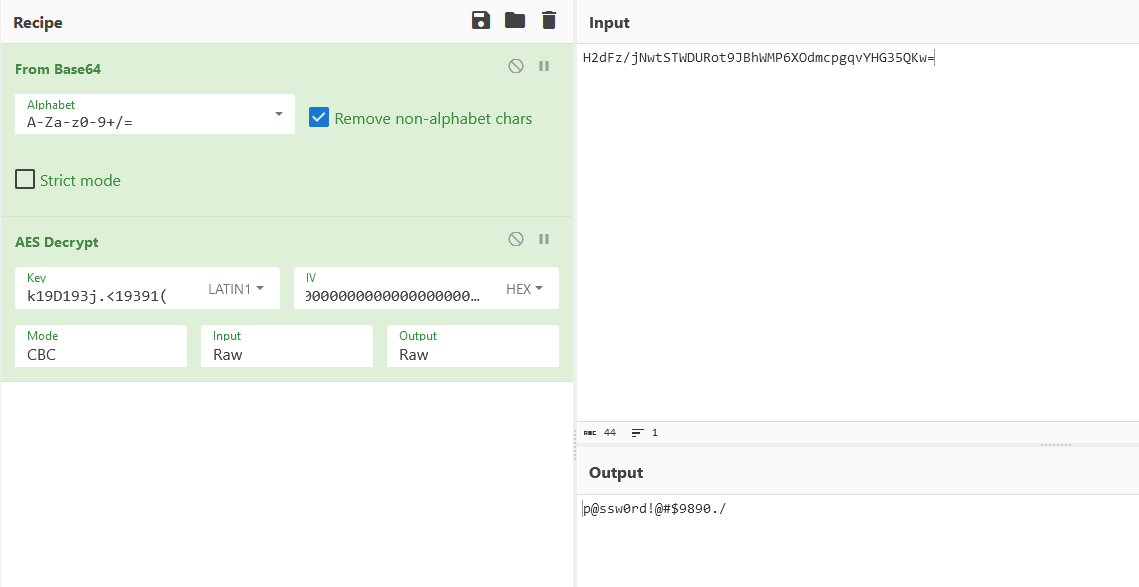 Recipe
From Base64
Alphabet
A-Za-z0-9+/=
Remove non-alphabet chars
Strict mode
AES Decrypt
Key
k19D193j.<19391(
LATIN1
IV
00000000000000000000…
HEX
Mode
CBC
Input
Raw
Output
Raw
Input
H2dFz/jNwtSTWDURot9JBhWMP6XOdmcpgqvYHG35QKw=
ABC 44
1
Output
p@ssw0rd!@#$9890./